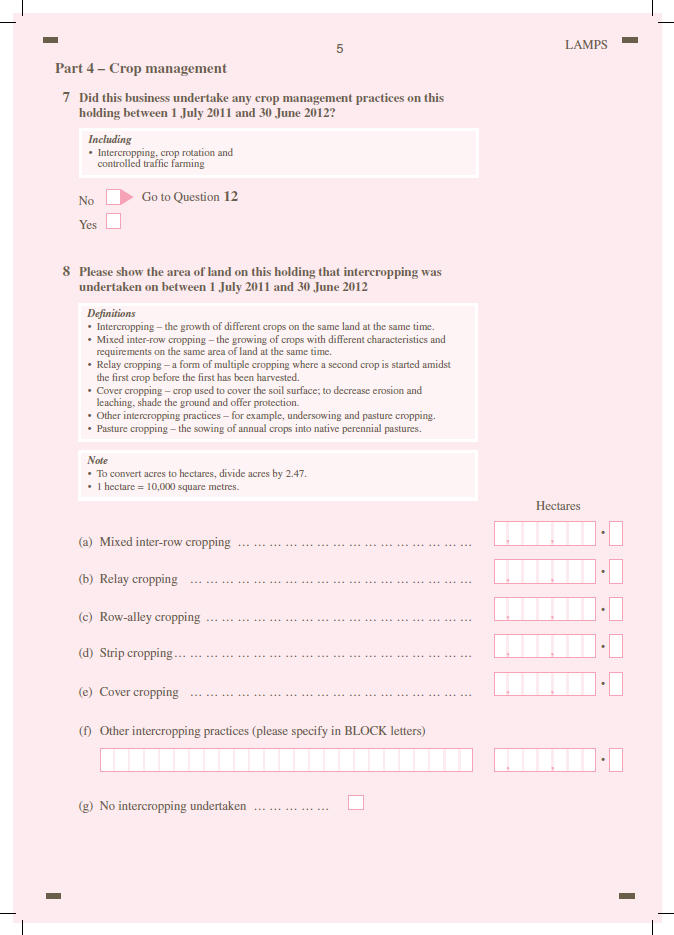 5
LAMPS
Part 4 – Crop management
7 Did this business undertake any crop management practices on this
holding between 1 July 2011 and 30 June 2012?
Including
• Intercropping, crop rotation and
controlled traffic farming
No Go to Question 12
Yes
8 Please show the area of land on this holding that intercropping was
undertaken on between 1 July 2011 and 30 June 2012
Definitions
• Intercropping – the growth of different crops on the same land at the same time.
• Mixed inter-row cropping – the growing of crops with different characteristics and
requirements on the same area of land at the same time.
• Relay cropping – a form of multiple cropping where a second crop is started amidst
the first crop before the first has been harvested.
• Cover cropping – crop used to cover the soil surface; to decrease erosion and
leaching, shade the ground and offer protection.
• Other intercropping practices – for example, undersowing and pasture cropping.
• Pasture cropping – the sowing of annual crops into native perennial pastures.
Note
• To convert acres to hectares, divide acres by 2.47.
• 1 hectare = 10,000 square metres.
Hectares
(a) Mixed inter-row cropping … … … … … … … … … … … … … … …
(b) Relay cropping … … … … … … … … … … … … … … … … … …
(c) Row-alley cropping … … … … … … … … … … … … … … … … …
(d) Strip cropping … … … … … … … … … … … … … … … … … … …
(e) Cover cropping … … … … … … … … … … … … … … … … … …
(f) Other intercropping practices (please specify in BLOCK letters)
(g) No intercropping undertaken … … … … …